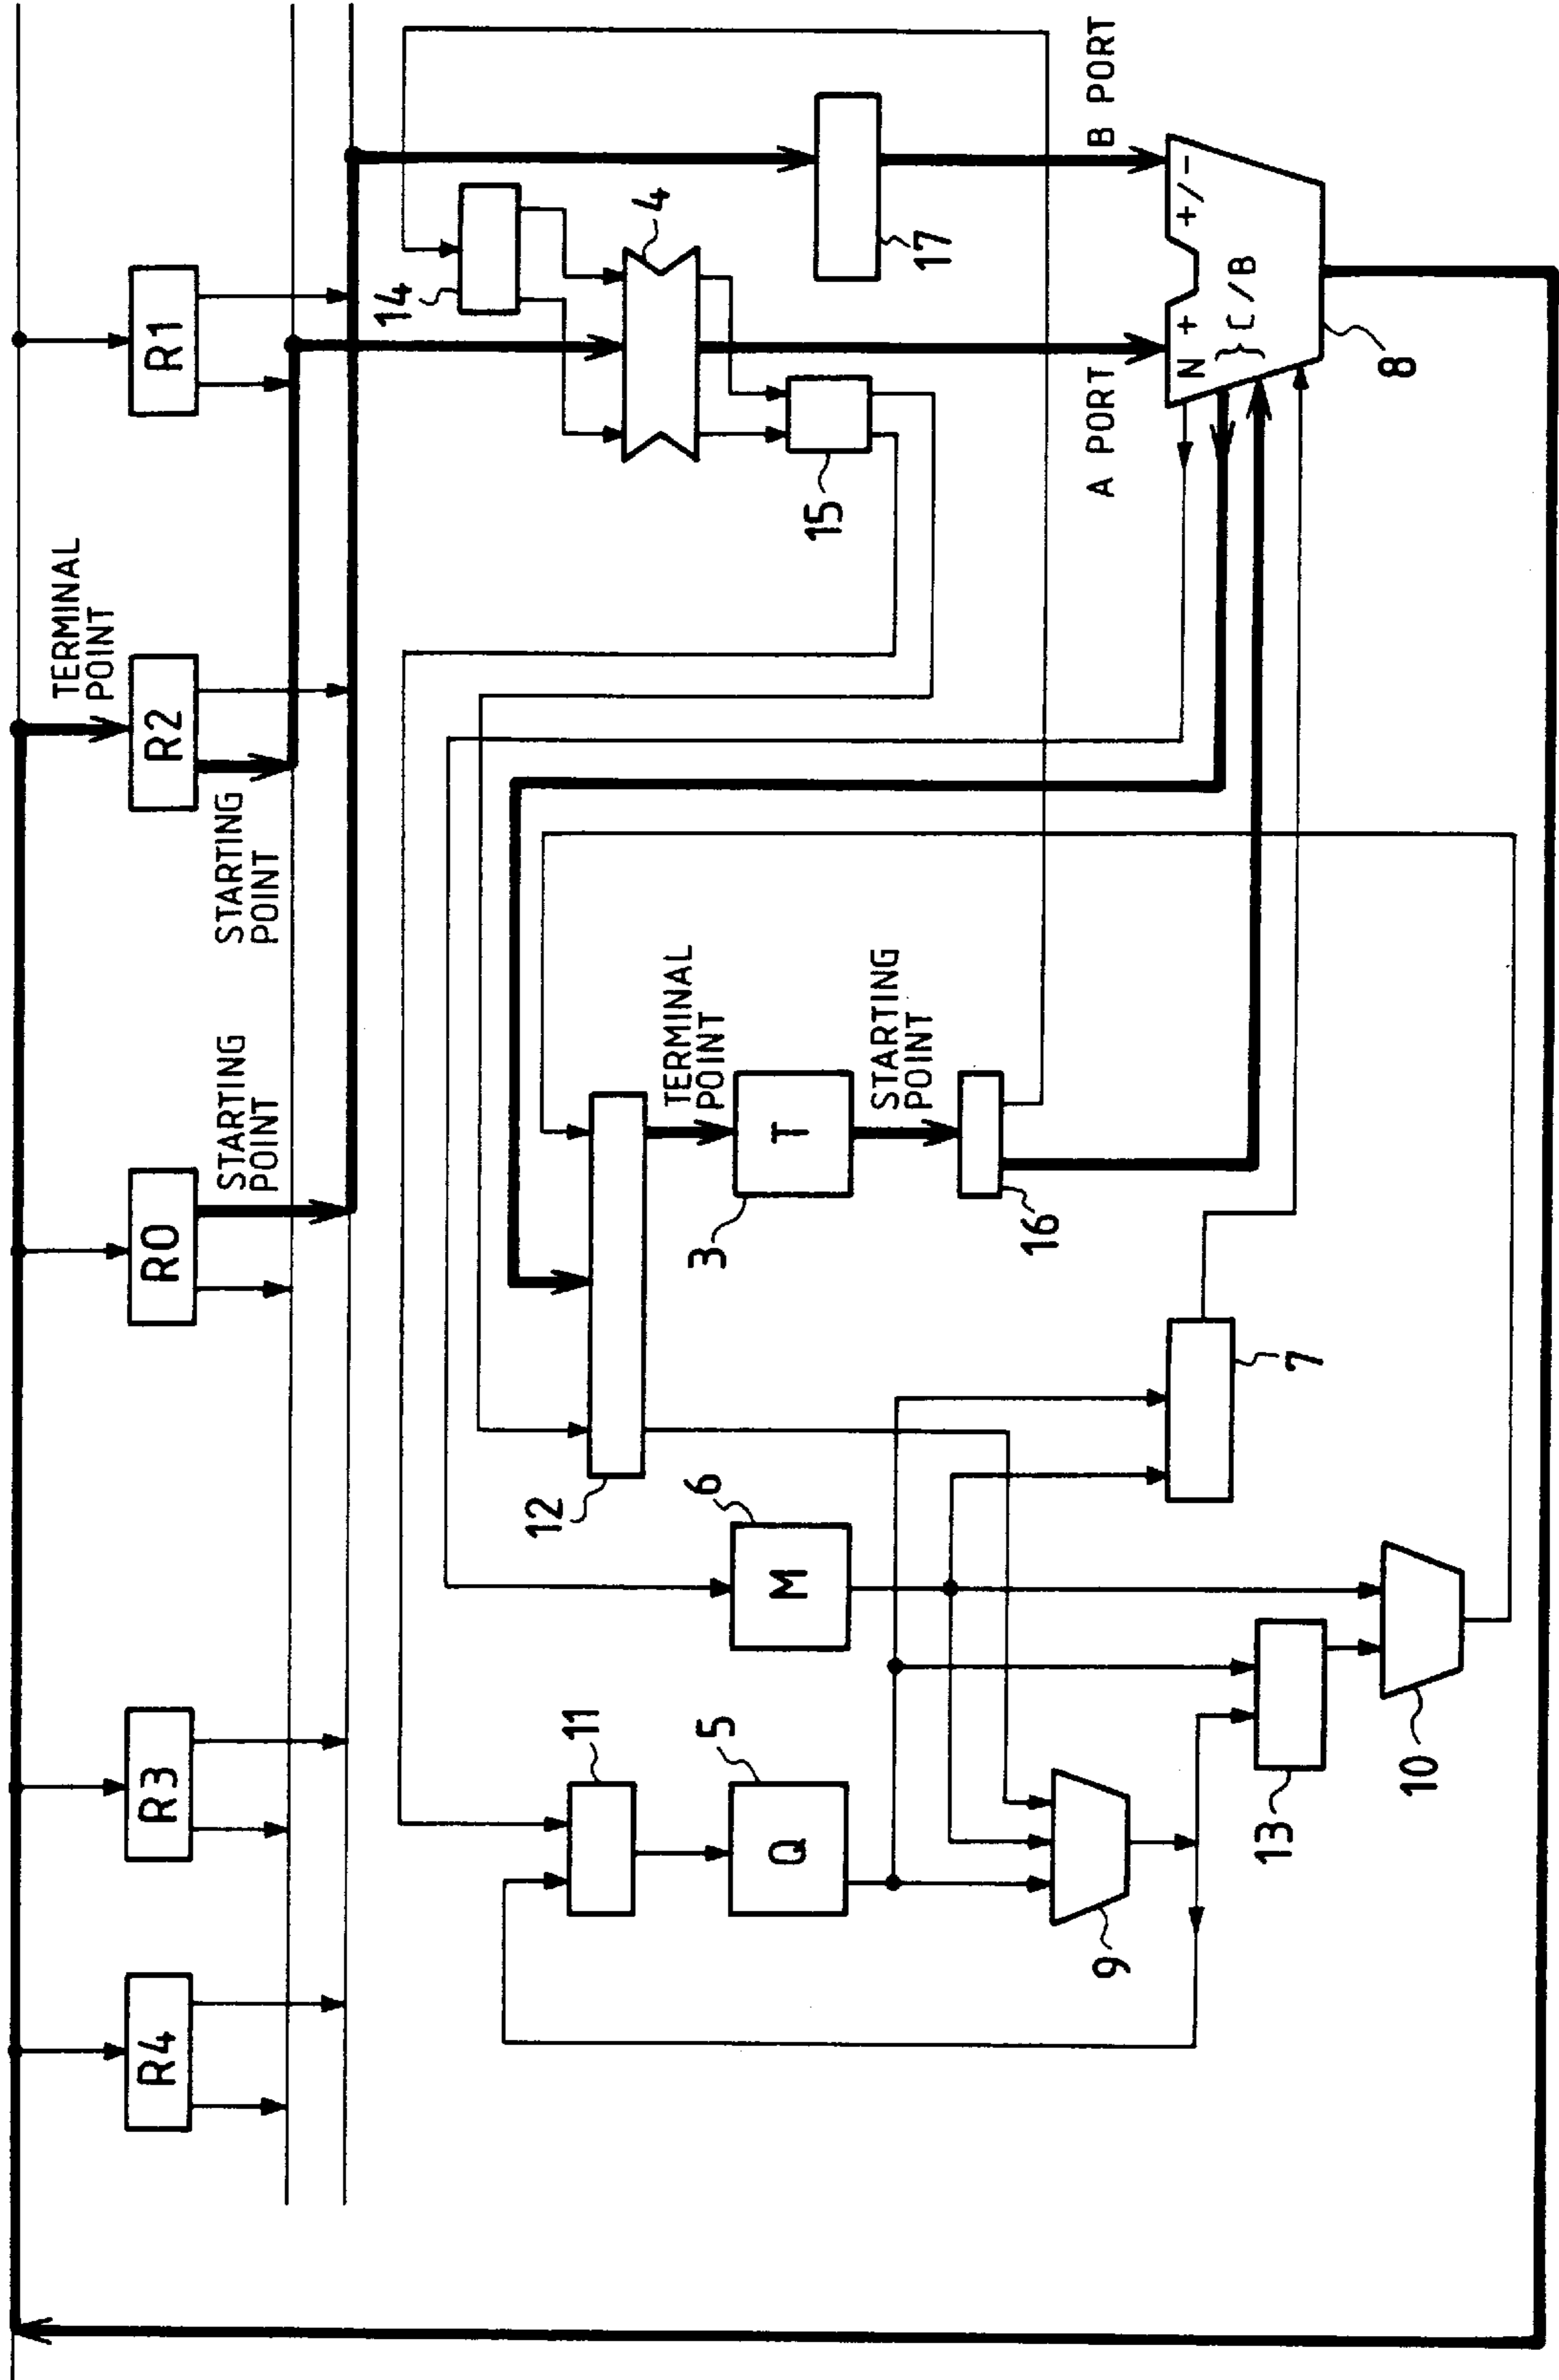 R4
R3
R0
R2
R1
TERMINAL
POINT
STARTING
POINT
STARTING
POINT
14
4
17
15
A PORT
B PORT
N + +/-
} C/B
8
12
TERMINAL
POINT
T
3
STARTING
POINT
16
11
Q
5
M
6
7
9
13
10